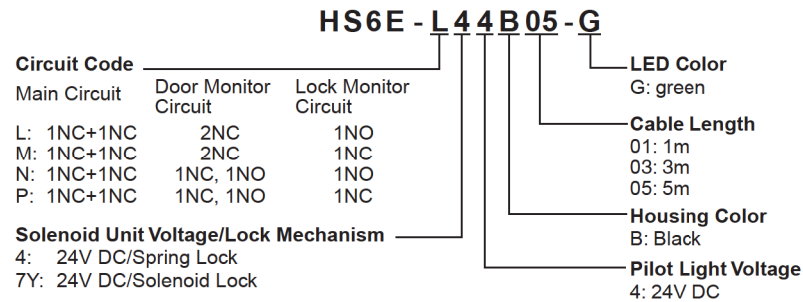 HS6E - L44B05-G
Circuit Code
Main Circuit Door Monitor Circuit Lock Monitor Circuit
L: 1NC+1NC 2NC 1NO
M: 1NC+1NC 2NC 1NC
N: 1NC+1NC 1NC, 1NO 1NO
P: 1NC+1NC 1NC, 1NO 1NC
Solenoid Unit Voltage/Lock Mechanism
4: 24V DC/Spring Lock
7Y: 24V DC/Solenoid Lock
LED Color
G: green
Cable Length
01: 1m
03: 3m
05: 5m
Housing Color
B: Black
Pilot Light Voltage
4: 24V DC